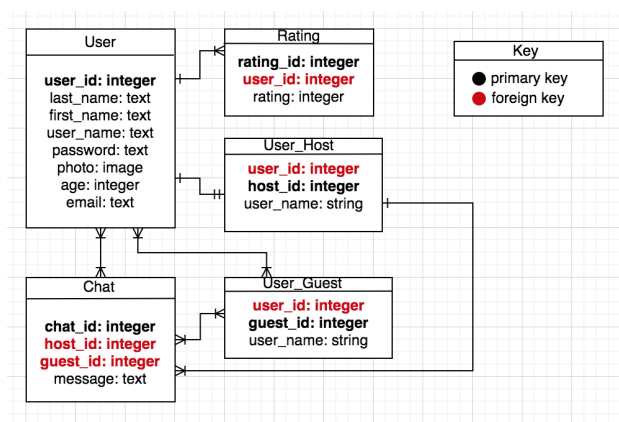 User
user_id: integer
last_name: text
first_name: text
user_name: text
password: text
photo: image
age: integer
email: text
Rating
rating_id: integer
user_id: integer
rating: integer
Key
primary key
foreign key
User_Host
user_id: integer
host_id: integer
user_name: string
Chat
chat_id: integer
host_id: integer
guest_id: integer
message: text
User_Guest
user_id: integer
guest_id: integer
user_name: string